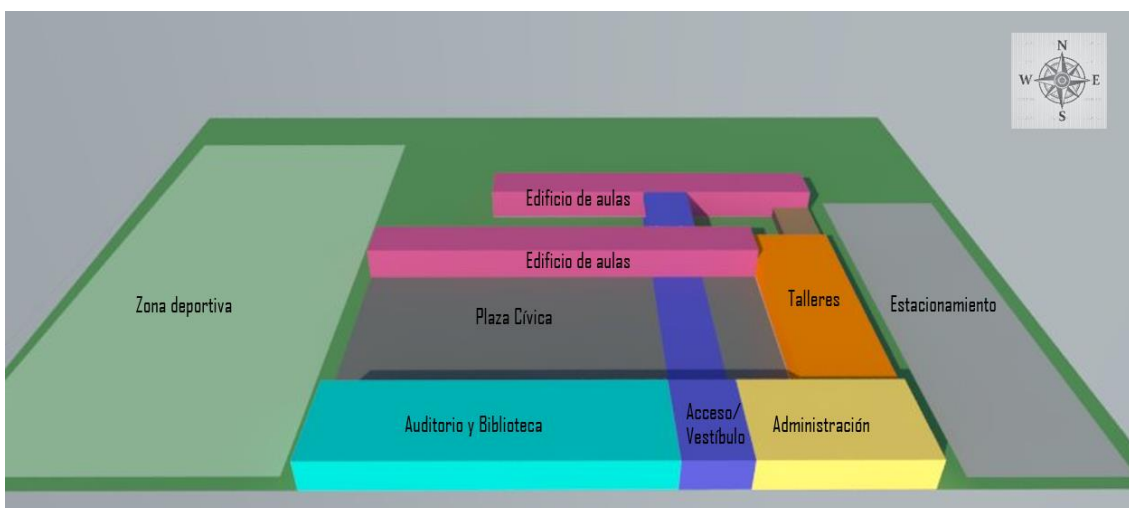 N
W E
S
Edificio de aulas
Edificio de aulas
Zona deportiva
Plaza Cívica
Talleres
Estacionamiento
Auditorio y Biblioteca
Acceso/
Vestíbulo
Administración